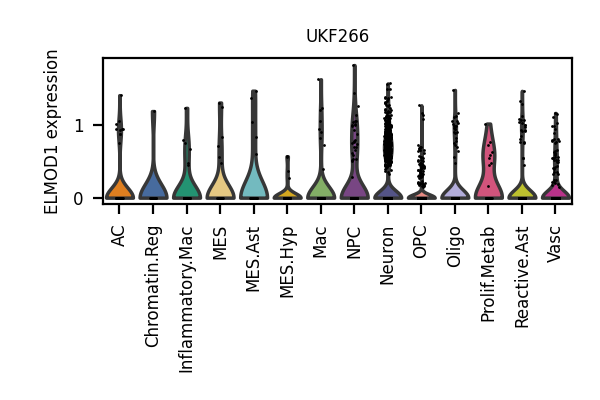 UKF266
ELMOD1 expression
1
0
AC
Chromatin.Reg
Inflammatory.Mac
MES
MES.Ast
MES.Hyp
Mac
NPC
Neuron
OPC
Oligo
Prolif.Metab
Reactive.Ast
Vasc